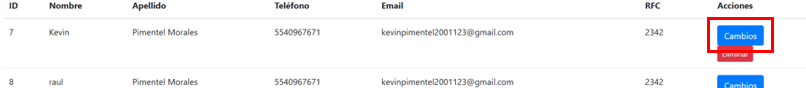 ID Nombre Apellido Teléfono Email RFC Acciones
7 Kevin Pimentel Morales 5540967671 kevinpimentel2001123@gmail.com 2342 Cambios
Eliminar
8 raul Pimentel Morales 5540967671 kevinpimentel2001123@gmail.com 2342 Cambios